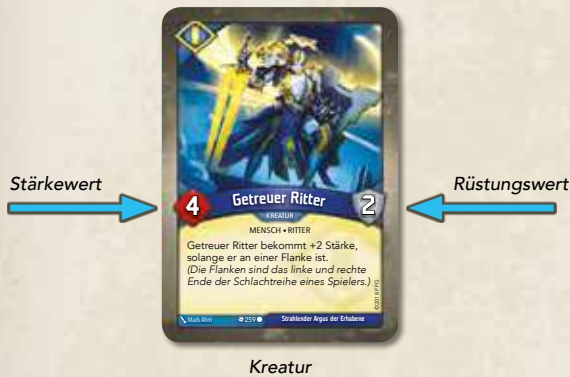 Stärkewert
Rüstungswert
4
Getreuer Ritter
2
KREATUR
MENSCH • RITTER
Getreuer Ritter bekommt +2 Stärke,
solange er an einer Flanke ist.
(Die Flanken sind das linke und rechte
Ende der Schlachtreihe eines Spielers.)
©2018 FFG
Mads Ahm
259
Strahlender Argus der Erhabene
Kreatur